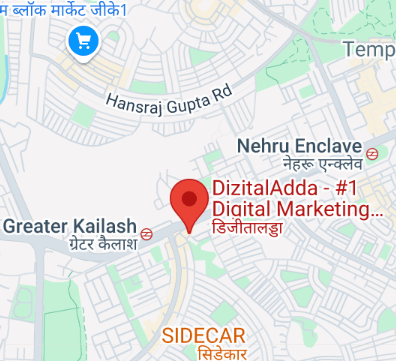 म ब्लॉक मार्केट जीके1
Hansraj Gupta Rd
Temp
Nehru Enclave
नेहरू एन्क्लेव
DizitalAdda - #1
Digital Marketing...
डिजीतालड्डा
Greater Kailash
ग्रेटर कैलाश
SIDECAR
सिडेकार